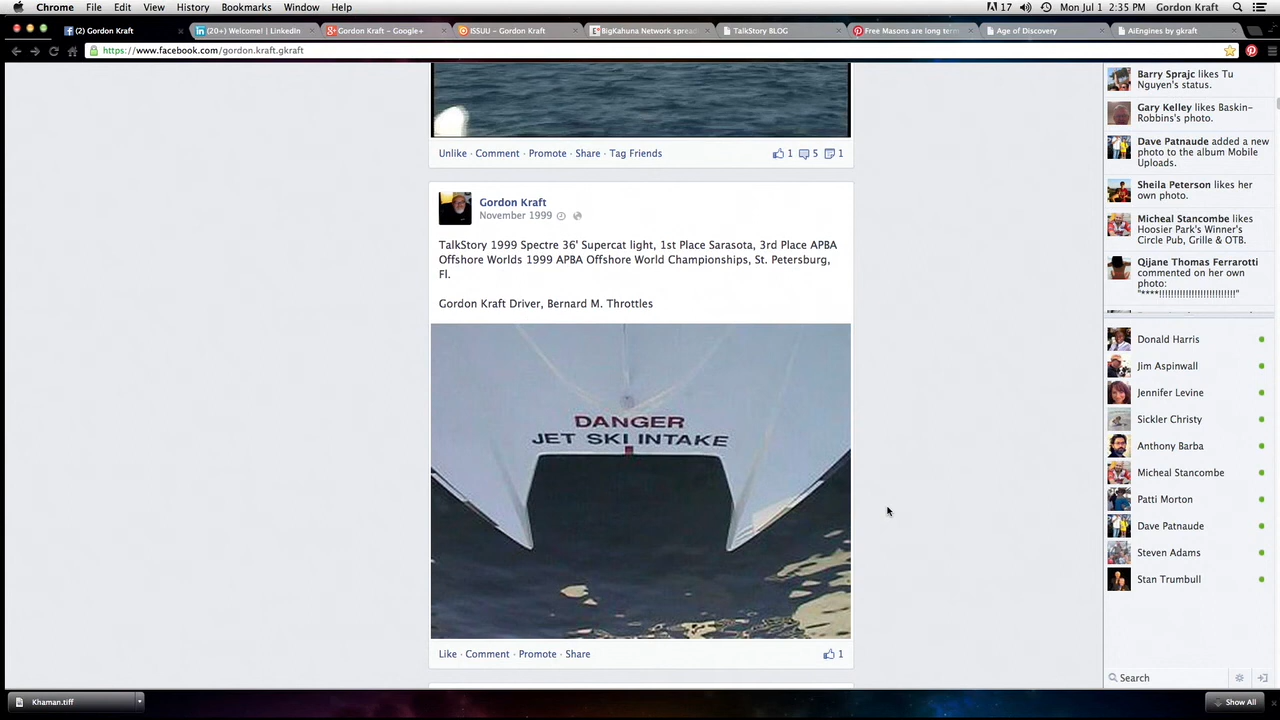 Chrome File Edit View History Bookmarks Window Help
17 Mon Jul 1 2:35 PM Gordon Kraft
(2) Gordon Kraft
(20+) Welcome! | LinkedIn
Gordon Kraft - Google+
ISSUU - Gordon Kraft
BigKahuna Network spread
TalkStory BLOG
Free Masons are long term
Age of Discovery
AiEngines by gkraft
https://www.facebook.com/gordon.kraft.gkraft
Unlike · Comment · Promote · Share · Tag Friends
1 5 1
Gordon Kraft
November 1999
TalkStory 1999 Spectre 36' Supercat light, 1st Place Sarasota, 3rd Place APBA
Offshore Worlds 1999 APBA Offshore World Championships, St. Petersburg,
Fl.
Gordon Kraft Driver, Bernard M. Throttles
DANGER
JET SKI INTAKE
Like · Comment · Promote · Share
1
Barry Sprajc likes Tu
Nguyen's status.
Gary Kelley likes Baskin-
Robbins's photo.
Dave Patnaude added a new
photo to the album Mobile
Uploads.
Sheila Peterson likes her
own photo.
Micheal Stancombe likes
Hoosier Park's Winner's
Circle Pub, Grille & OTB.
Qijane Thomas Ferrarotti
commented on her own
photo:
Donald Harris
Jim Aspinwall
Jennifer Levine
Sickler Christy
Anthony Barba
Micheal Stancombe
Patti Morton
Dave Patnaude
Steven Adams
Stan Trumbull
Search
Khaman.tiff
Show All